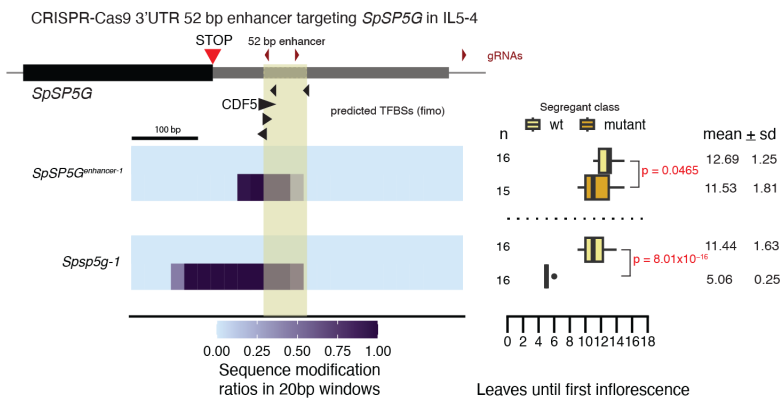 CRISPR-Cas9 3'UTR 52 bp enhancer targeting SpSP5G in IL5-4
STOP
52 bp enhancer
gRNAs
SpSP5G
CDF5
predicted TFBSs (fimo)
100 bp
Segregant class
n wt mutant mean ± sd
SpSP5G enhancer-1
16 12.69 1.25
p = 0.0465
15 11.53 1.81
Spsp5g-1
16 11.44 1.63
p = 8.01x10-16
16 5.06 0.25
0.00 0.25 0.50 0.75 1.00
Sequence modification
ratios in 20bp windows
0 2 4 6 8 10 12 14 16 18
Leaves until first inflorescence